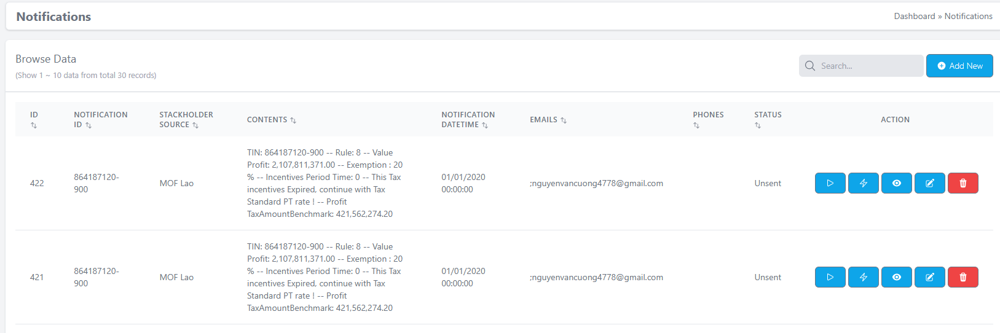 Notifications
Dashboard » Notifications
Browse Data
(Show 1 ~ 10 data from total 30 records)
Search...
Add New
ID
NOTIFICATION
ID
STACKHOLDER
SOURCE
CONTENTS
NOTIFICATION
DATETIME
EMAILS
PHONES
STATUS
ACTION
422
864187120-
900
MOF Lao
TIN: 864187120-900 -- Rule: 8 -- Value
Profit: 2,107,811,371.00 -- Exemption : 20
% -- Incentives Period Time: 0 -- This Tax
incentives Expired, continue with Tax
Standard PT rate ! -- Profit
TaxAmountBenchmark: 421,562,274.20
01/01/2020
00:00:00
;nguyenvancuong4778@gmail.com
Unsent
421
864187120-
900
MOF Lao
TIN: 864187120-900 -- Rule: 8 -- Value
Profit: 2,107,811,371.00 -- Exemption : 20
% -- Incentives Period Time: 0 -- This Tax
incentives Expired, continue with Tax
Standard PT rate ! -- Profit
TaxAmountBenchmark: 421,562,274.20
01/01/2020
00:00:00
;nguyenvancuong4778@gmail.com
Unsent